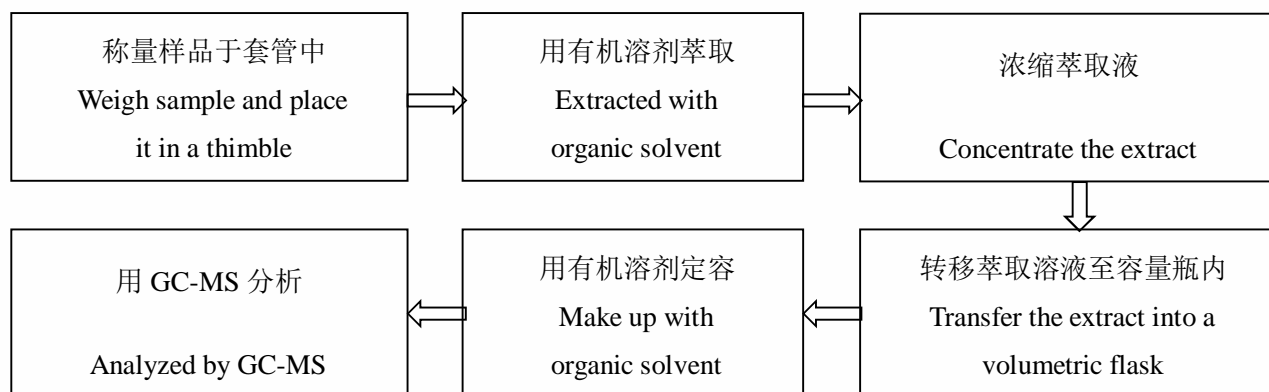 称量样品于套管中
Weigh sample and place
it in a thimble
用有机溶剂萃取
Extracted with
organic solvent
浓缩萃取液
Concentrate the extract
转移萃取溶液至容量瓶内
Transfer the extract into a
volumetric flask
用有机溶剂定容
Make up with
organic solvent
用 GC-MS 分析
Analyzed by GC-MS